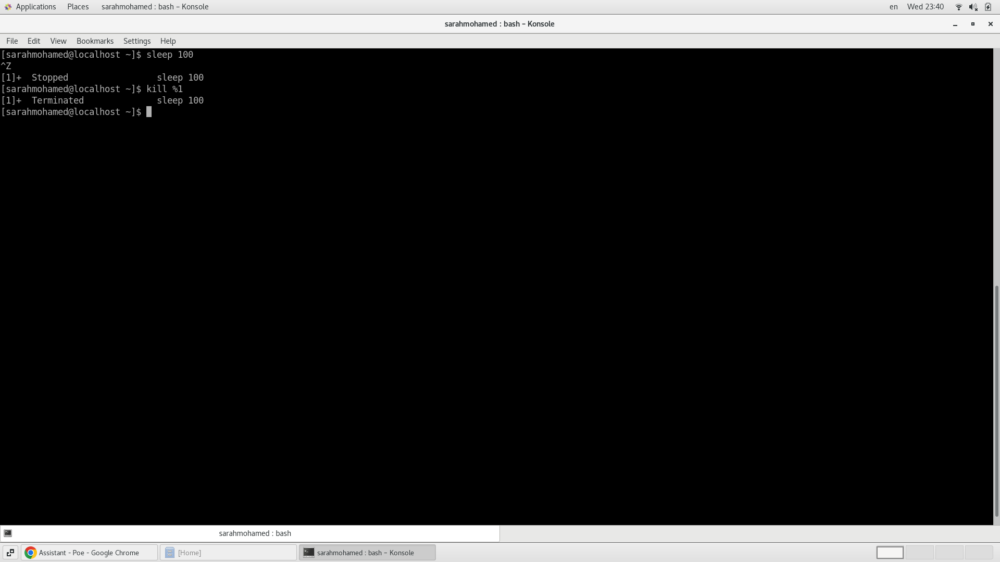 Applications Places sarahmohamed : bash – Konsole en Wed 23:40
sarahmohamed : bash – Konsole
File Edit View Bookmarks Settings Help
[sarahmohamed@localhost ~]$ sleep 100
^Z
[1]+  Stopped                 sleep 100
[sarahmohamed@localhost ~]$ kill %1
[1]+  Terminated              sleep 100
[sarahmohamed@localhost ~]$
sarahmohamed : bash
Assistant - Poe - Google Chrome [Home] sarahmohamed : bash – Konsole